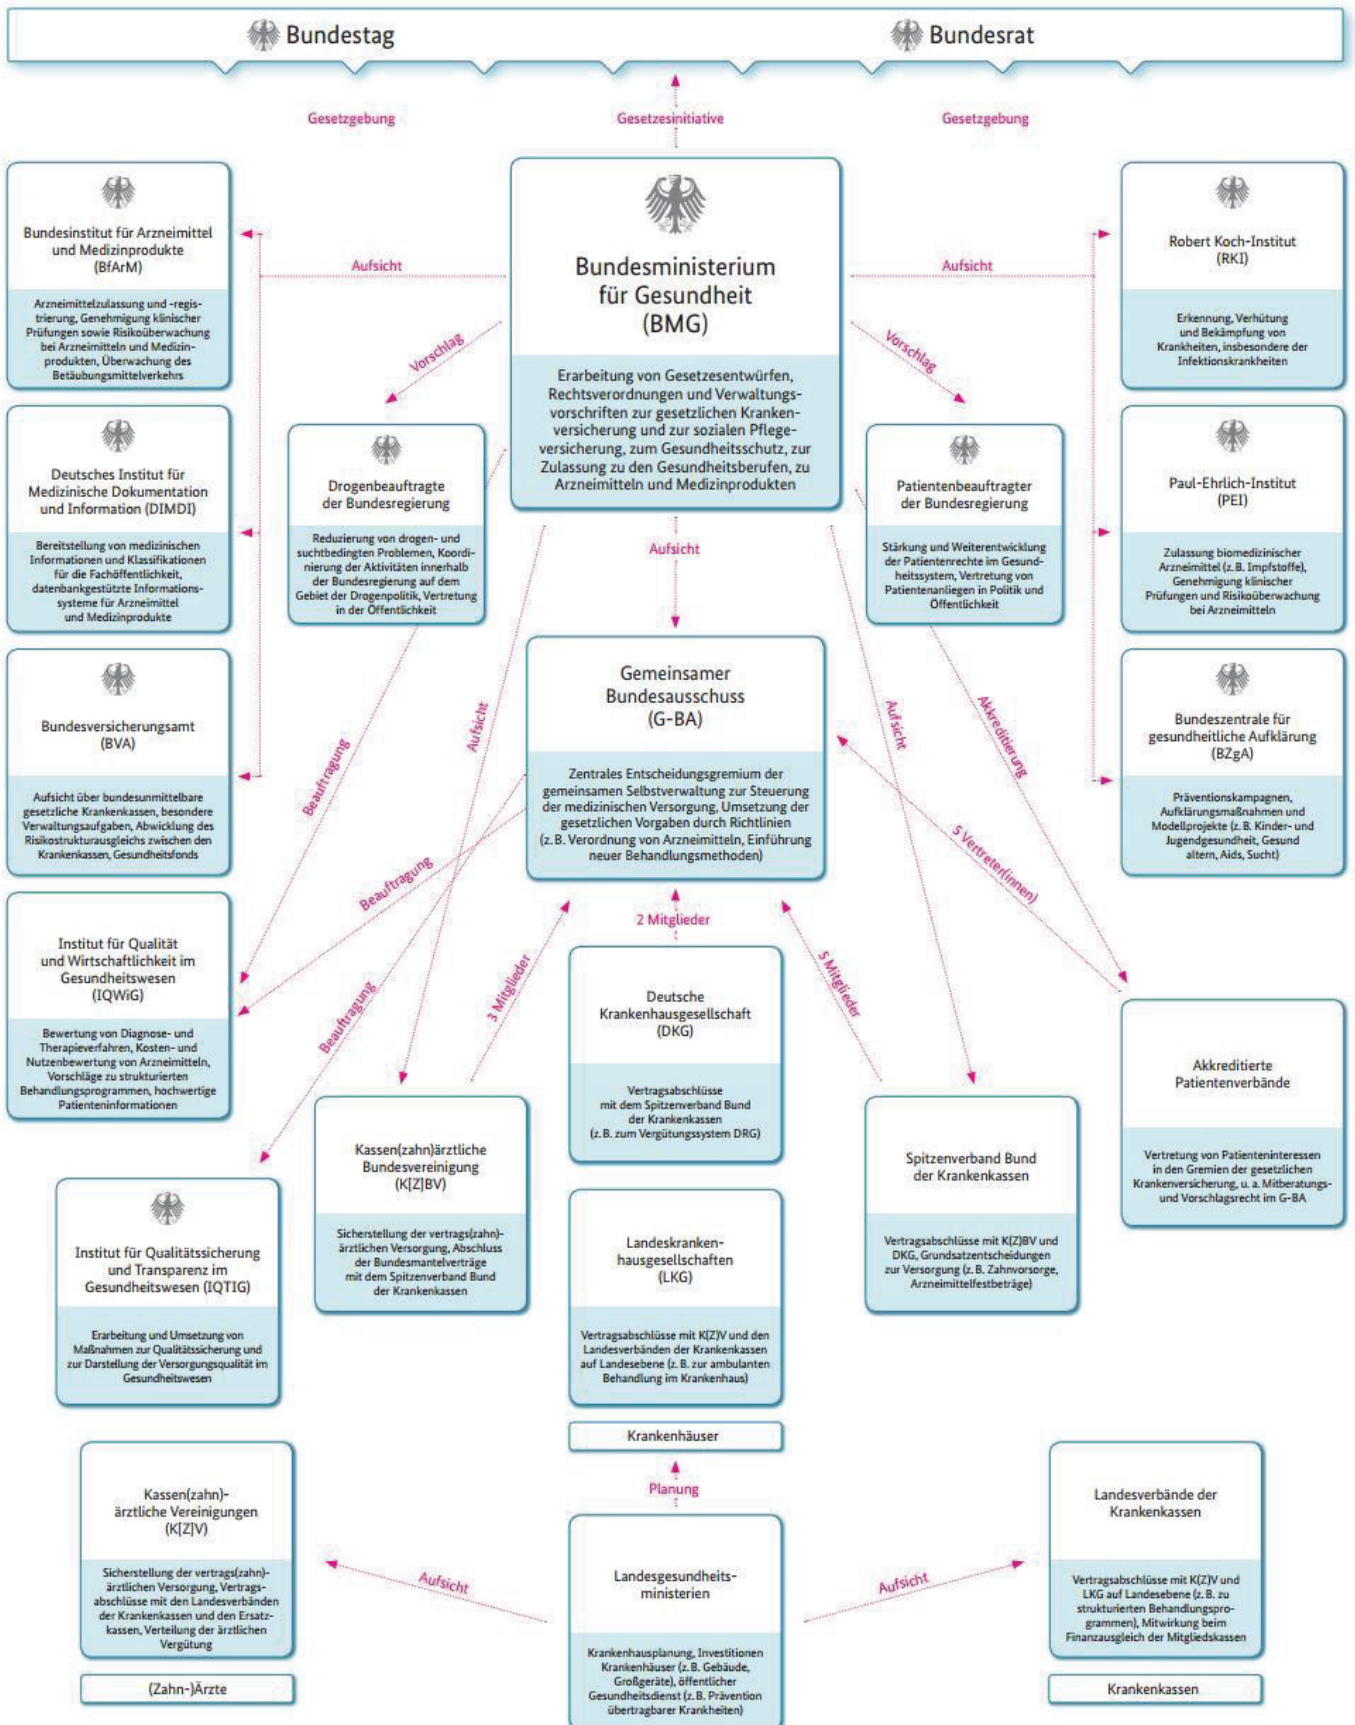 Bundestag
Bundesrat
Gesetzgebung
Gesetzesinitiative
Gesetzgebung
Bundesinstitut für Arzneimittel
und Medizinprodukte
(BfArM)
Arzneimittelzulassung und -regis-
trierung, Genehmigung klinischer
Prüfungen sowie Risikoüberwachung
bei Arzneimitteln und Medizin-
produkten, Überwachung des
Betäubungsmittelverkehrs
Aufsicht
Bundesministerium
für Gesundheit
(BMG)
Erarbeitung von Gesetzesentwürfen,
Rechtsverordnungen und Verwaltungs-
vorschriften zur gesetzlichen Kranken-
versicherung und zur sozialen Pflege-
versicherung, zum Gesundheitsschutz, zur
Zulassung zu den Gesundheitsberufen, zu
Arzneimitteln und Medizinprodukten
Aufsicht
Robert Koch-Institut
(RKI)
Erkennung, Verhütung
und Bekämpfung von
Krankheiten, insbesondere der
Infektionskrankheiten
Vorschlag
Vorschlag
Deutsches Institut für
Medizinische Dokumentation
und Information (DIMDI)
Bereitstellung von medizinischen
Informationen und Klassifikationen
für die Fachöffentlichkeit,
datenbankgestützte Informations-
systeme für Arzneimittel
und Medizinprodukte
Drogenbeauftragte
der Bundesregierung
Reduzierung von drogen- und
suchtbedingten Problemen, Koordi-
nierung der Aktivitäten innerhalb
der Bundesregierung auf dem
Gebiet der Drogenpolitik, Vertretung
in der Öffentlichkeit
Aufsicht
Patientenbeauftragter
der Bundesregierung
Stärkung und Weiterentwicklung
der Patientenrechte im Gesund-
heitssystem, Vertretung von
Patientenanliegen in Politik und
Öffentlichkeit
Paul-Ehrlich-Institut
(PEI)
Zulassung biomedizinischer
Arzneimittel (z. B. Impfstoffe),
Genehmigung klinischer
Prüfungen und Risikoüberwachung
bei Arzneimitteln
Bundesversicherungsamt
(BVA)
Aufsicht über bundesunmittelbare
gesetzliche Krankenkassen, besondere
Verwaltungsaufgaben, Abwicklung des
Risikostrukturausgleichs zwischen den
Krankenkassen, Gesundheitsfonds
Beauftragung
Aufsicht
Gemeinsamer
Bundesausschuss
(G-BA)
Zentrales Entscheidungsgremium der
gemeinsamen Selbstverwaltung zur Steuerung
der medizinischen Versorgung, Umsetzung der
gesetzlichen Vorgaben durch Richtlinien
(z. B. Verordnung von Arzneimitteln, Einführung
neuer Behandlungsmethoden)
Aufsicht
Akkreditierung
Bundeszentrale für
gesundheitliche Aufklärung
(BZgA)
Präventionskampagnen,
Aufklärungsmaßnahmen und
Modellprojekte (z. B. Kinder- und
Jugendgesundheit, Gesund
altern, Aids, Sucht)
Beauftragung
5 Vertreter(innen)
Institut für Qualität
und Wirtschaftlichkeit im
Gesundheitswesen
(IQWiG)
Bewertung von Diagnose- und
Therapieverfahren, Kosten- und
Nutzenbewertung von Arzneimitteln,
Vorschläge zu strukturierten
Behandlungsprogrammen, hochwertige
Patienteninformationen
Beauftragung
3 Mitglieder
2 Mitglieder
5 Mitglieder
Deutsche
Krankenhausgesellschaft
(DKG)
Vertragsabschlüsse
mit dem Spitzenverband Bund
der Krankenkassen
(z. B. zum Vergütungssystem DRG)
Akkreditierte
Patientenverbände
Vertretung von Patienteninteressen
in den Gremien der gesetzlichen
Krankenversicherung, u. a. Mitberatungs-
und Vorschlagsrecht im G-BA
Kassen(zahn)ärztliche
Bundesvereinigung
(K[Z]BV)
Sicherstellung der vertrags(zahn)-
ärztlichen Versorgung, Abschluss
der Bundesmantelverträge
mit dem Spitzenverband Bund
der Krankenkassen
Spitzenverband Bund
der Krankenkassen
Vertragsabschlüsse mit K(Z)BV und
DKG, Grundsatzentscheidungen
zur Versorgung (z. B. Zahnvorsorge,
Arzneimittelfestbeträge)
Institut für Qualitätssicherung
und Transparenz im
Gesundheitswesen (IQTIG)
Erarbeitung und Umsetzung von
Maßnahmen zur Qualitätssicherung und
zur Darstellung der Versorgungsqualität im
Gesundheitswesen
Landeskranken-
hausgesellschaften
(LKG)
Vertragsabschlüsse mit K(Z)V und den
Landesverbänden der Krankenkassen
auf Landesebene (z. B. zur ambulanten
Behandlung im Krankenhaus)
Krankenhäuser
Planung
Kassen(zahn)-
ärztliche Vereinigungen
(K[Z]V)
Sicherstellung der vertrags(zahn)-
ärztlichen Versorgung, Vertrags-
abschlüsse mit den Landesverbänden
der Krankenkassen und den Ersatz-
kassen, Verteilung der ärztlichen
Vergütung
(Zahn-)Ärzte
Aufsicht
Landesgesundheits-
ministerien
Krankenhausplanung, Investitionen
Krankenhäuser (z. B. Gebäude,
Großgeräte), öffentlicher
Gesundheitsdienst (z. B. Prävention
übertragbarer Krankheiten)
Aufsicht
Landesverbände der
Krankenkassen
Vertragsabschlüsse mit K(Z)V und
LKG auf Landesebene (z. B. zu
strukturierten Behandlungspro-
grammen), Mitwirkung beim
Finanzausgleich der Mitgliedskassen
Krankenkassen